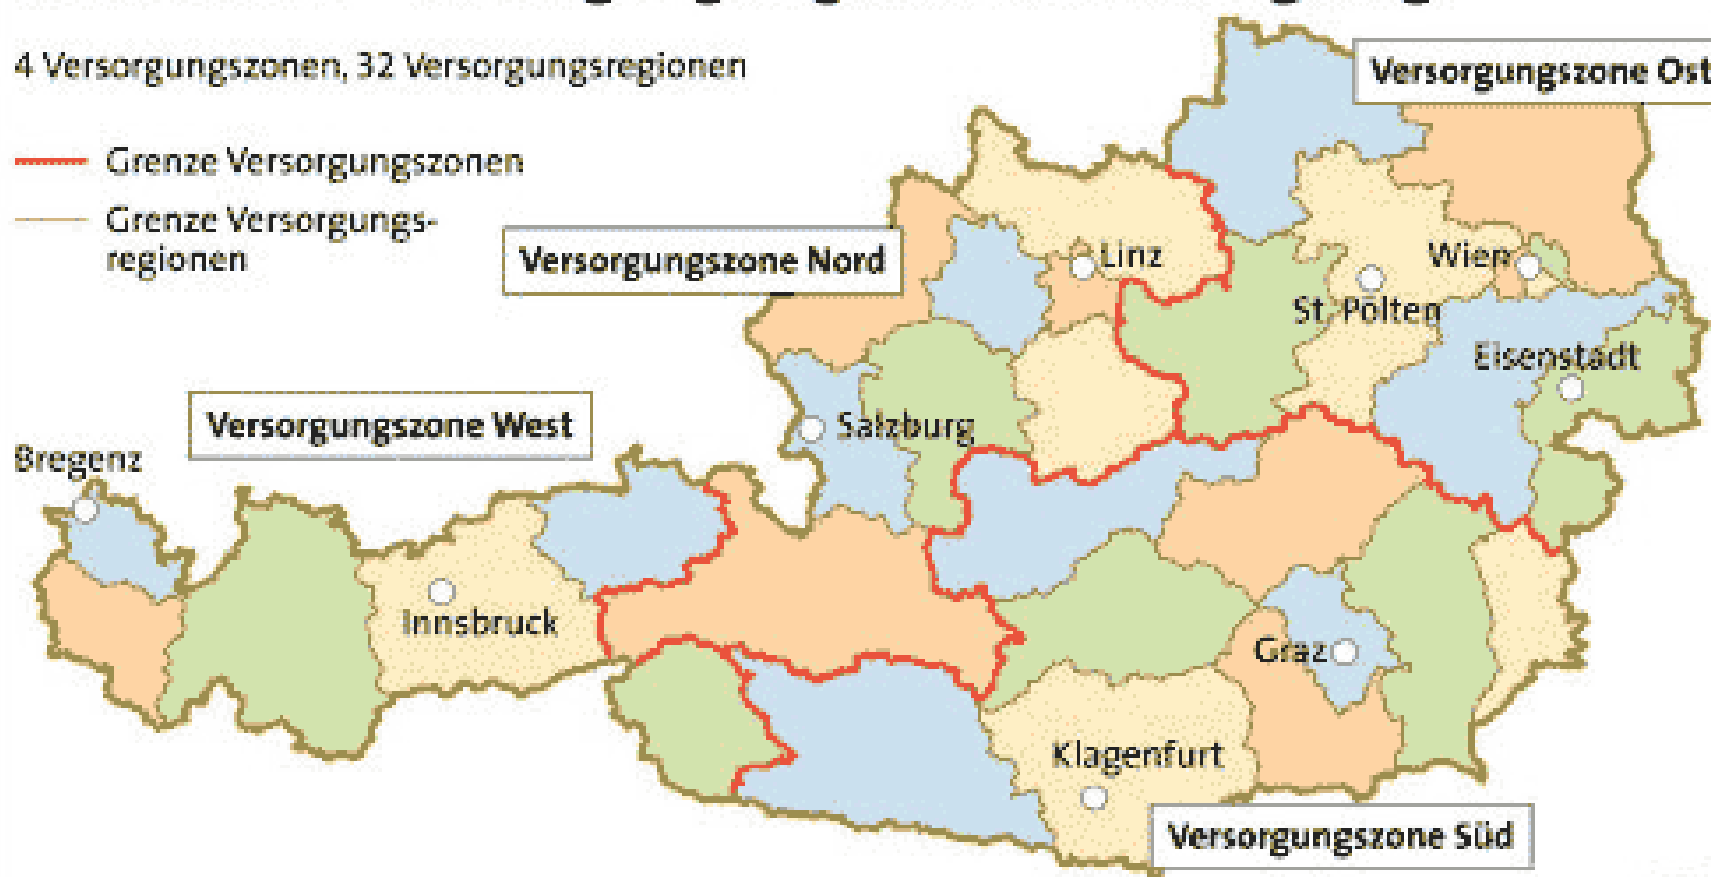 4 Versorgungszonen, 32 Versorgungsregionen
Versorgungszone Ost
Grenze Versorgungszonen
Grenze Versorgungs-
regionen
Versorgungszone Nord
Linz
Wien
St. Pölten
Eisenstadt
Versorgungszone West
Salzburg
Bregenz
Innsbruck
Graz
Klagenfurt
Versorgungszone Süd